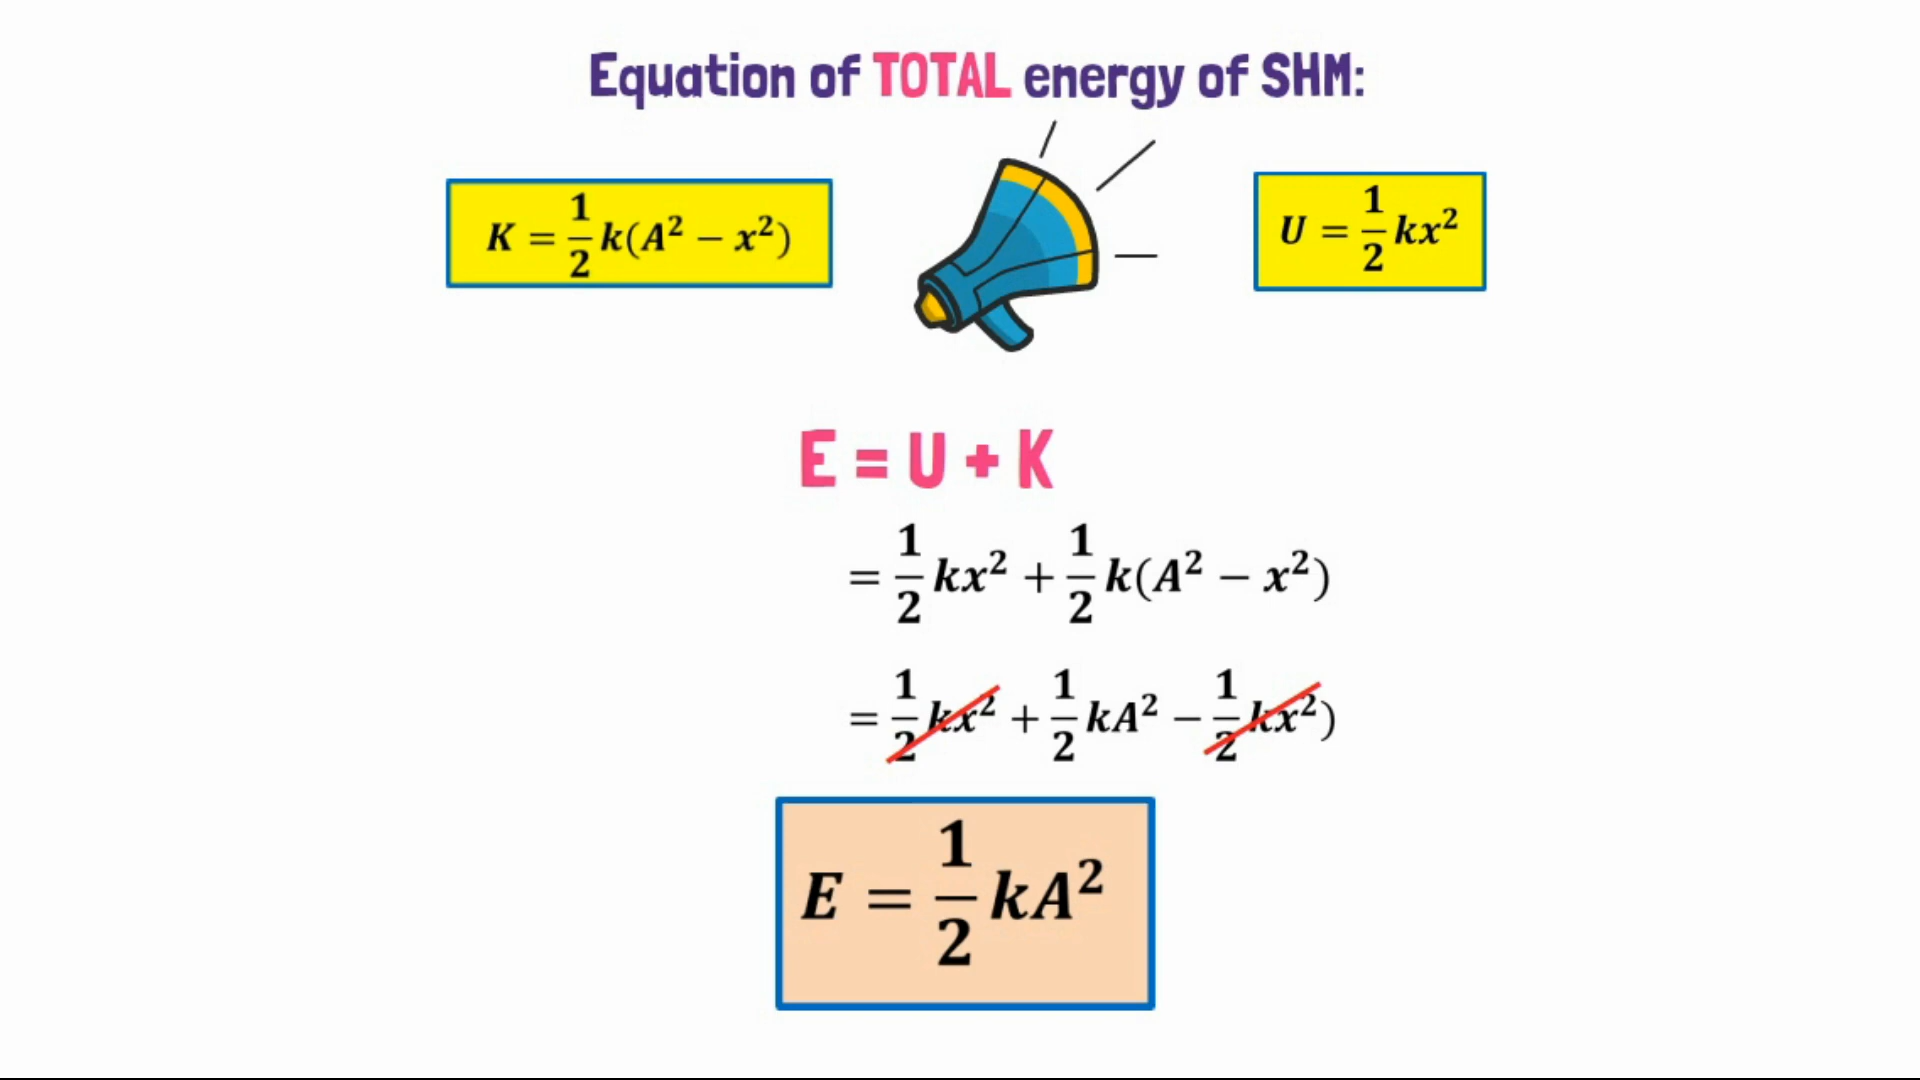 Equation of TOTAL energy of SHM:
K = 1/2 k(A² − x²)
U = 1/2 kx²
E = U + K
= 1/2 kx² + 1/2 k(A² − x²)
= 1/2 kx² + 1/2 kA² − 1/2 kx²)
E = 1/2 kA²